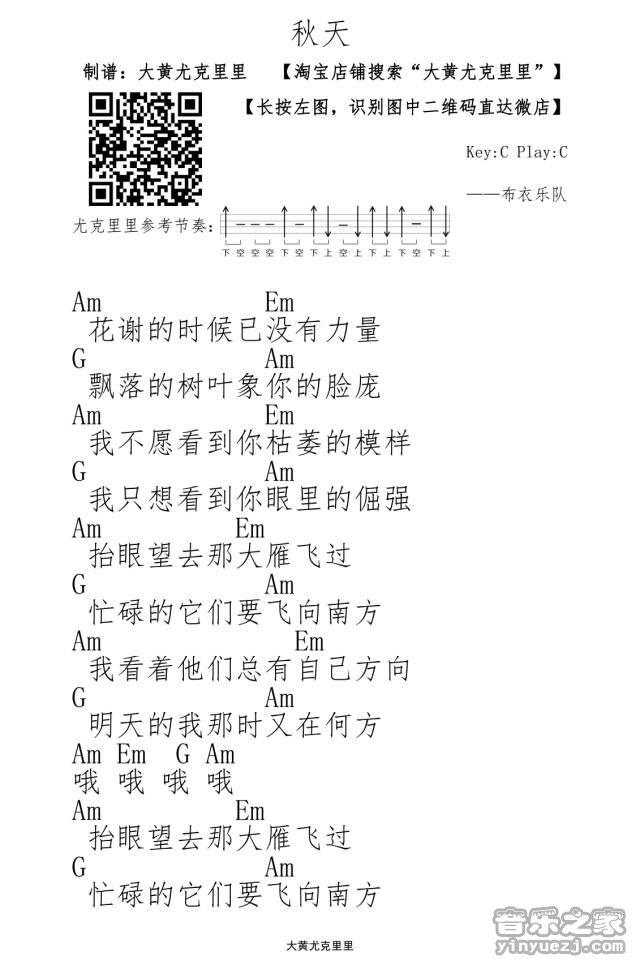 秋天
制谱：大黄尤克里里 【淘宝店铺搜索“大黄尤克里里”】
【长按左图，识别图中二维码直达微店】
Key:C Play:C
——布衣乐队
尤克里里参考节奏：
下空空空下空下上空上下空下上
Am Em
花谢的时候已没有力量
G Am
飘落的树叶象你的脸庞
Am Em
我不愿看到你枯萎的模样
G Am
我只想看到你眼里的倔强
Am Em
抬眼望去那大雁飞过
G Am
忙碌的它们要飞向南方
Am Em
我看着他们总有自己方向
G Am
明天的我那时又在何方
Am Em G Am
哦 哦 哦 哦
Am Em
抬眼望去那大雁飞过
G Am
忙碌的它们要飞向南方
大黄尤克里里
音乐之家
yinyuezj.com